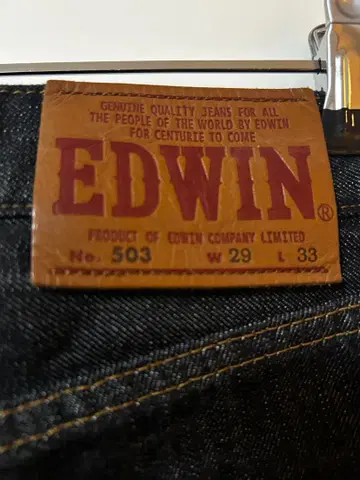 GENUINE QUALITY JEANS FOR ALL
THE PEOPLE OF THE WORLD BY EDWIN
FOR CENTURIE TO COME
EDWIN®
PRODUCT OF EDWIN COMPANY LIMITED
No. 503 W 29 L 33